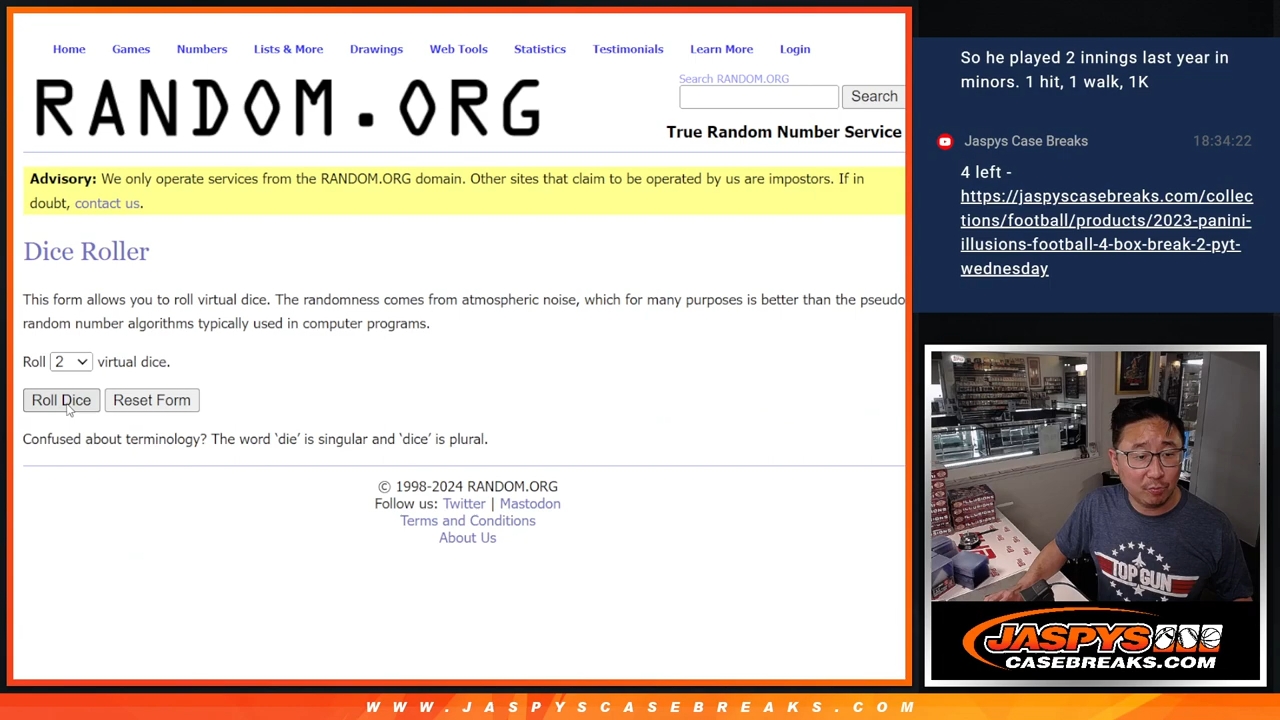 Home Games Numbers Lists & More Drawings Web Tools Statistics Testimonials Learn More Login
RANDOM.ORG
Search RANDOM.ORG
Search
True Random Number Service
Advisory: We only operate services from the RANDOM.ORG domain. Other sites that claim to be operated by us are impostors. If in
doubt, contact us.
Dice Roller
This form allows you to roll virtual dice. The randomness comes from atmospheric noise, which for many purposes is better than the pseudo
random number algorithms typically used in computer programs.
Roll 2 virtual dice.
Roll Dice Reset Form
Confused about terminology? The word ‘die’ is singular and ‘dice’ is plural.
© 1998-2024 RANDOM.ORG
Follow us: Twitter | Mastodon
Terms and Conditions
About Us
So he played 2 innings last year in
minors. 1 hit, 1 walk, 1K
Jaspys Case Breaks 18:34:22
4 left -
https://jaspyscasebreaks.com/collec
tions/football/products/2023-panini-
illusions-football-4-box-break-2-pyt-
wednesday
TOP GUN
JASPYS
CASEBREAKS.COM
WWW.JASPYSCASEBREAKS.COM